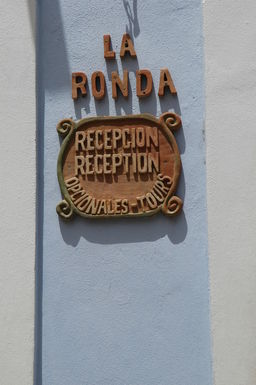 LA
RONDA
RECEPCION
RECEPTION
OPCIONALES-TOURS